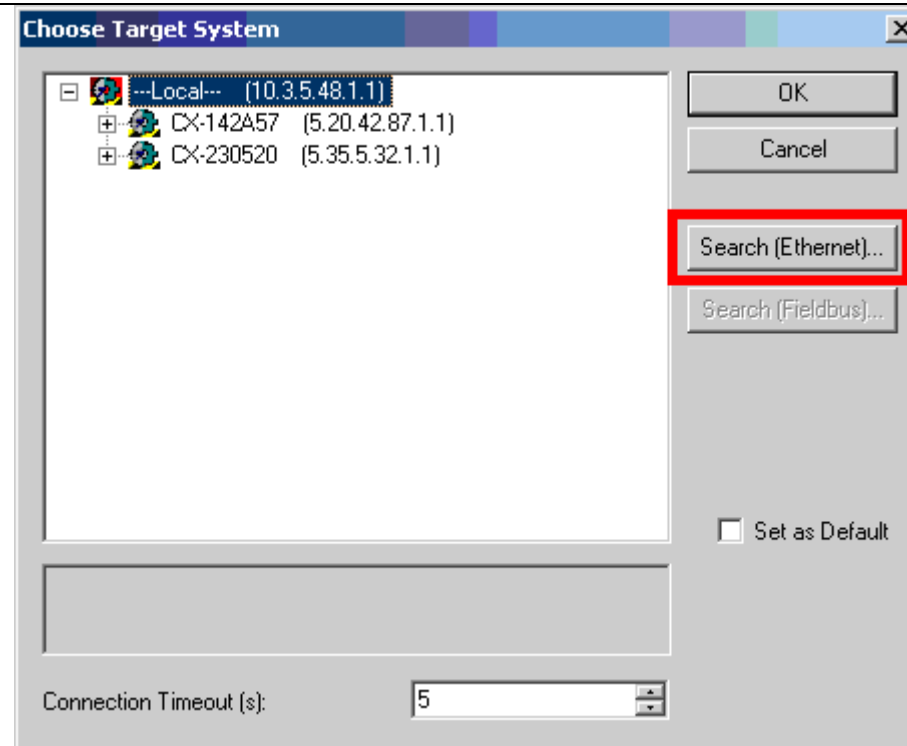 Choose Target System
---Local--- (10.3.5.48.1.1)
CX-142A57 (5.20.42.87.1.1)
CX-230520 (5.35.5.32.1.1)
OK
Cancel
Search (Ethernet)...
Search (Fieldbus)...
Set as Default
Connection Timeout (s):
5